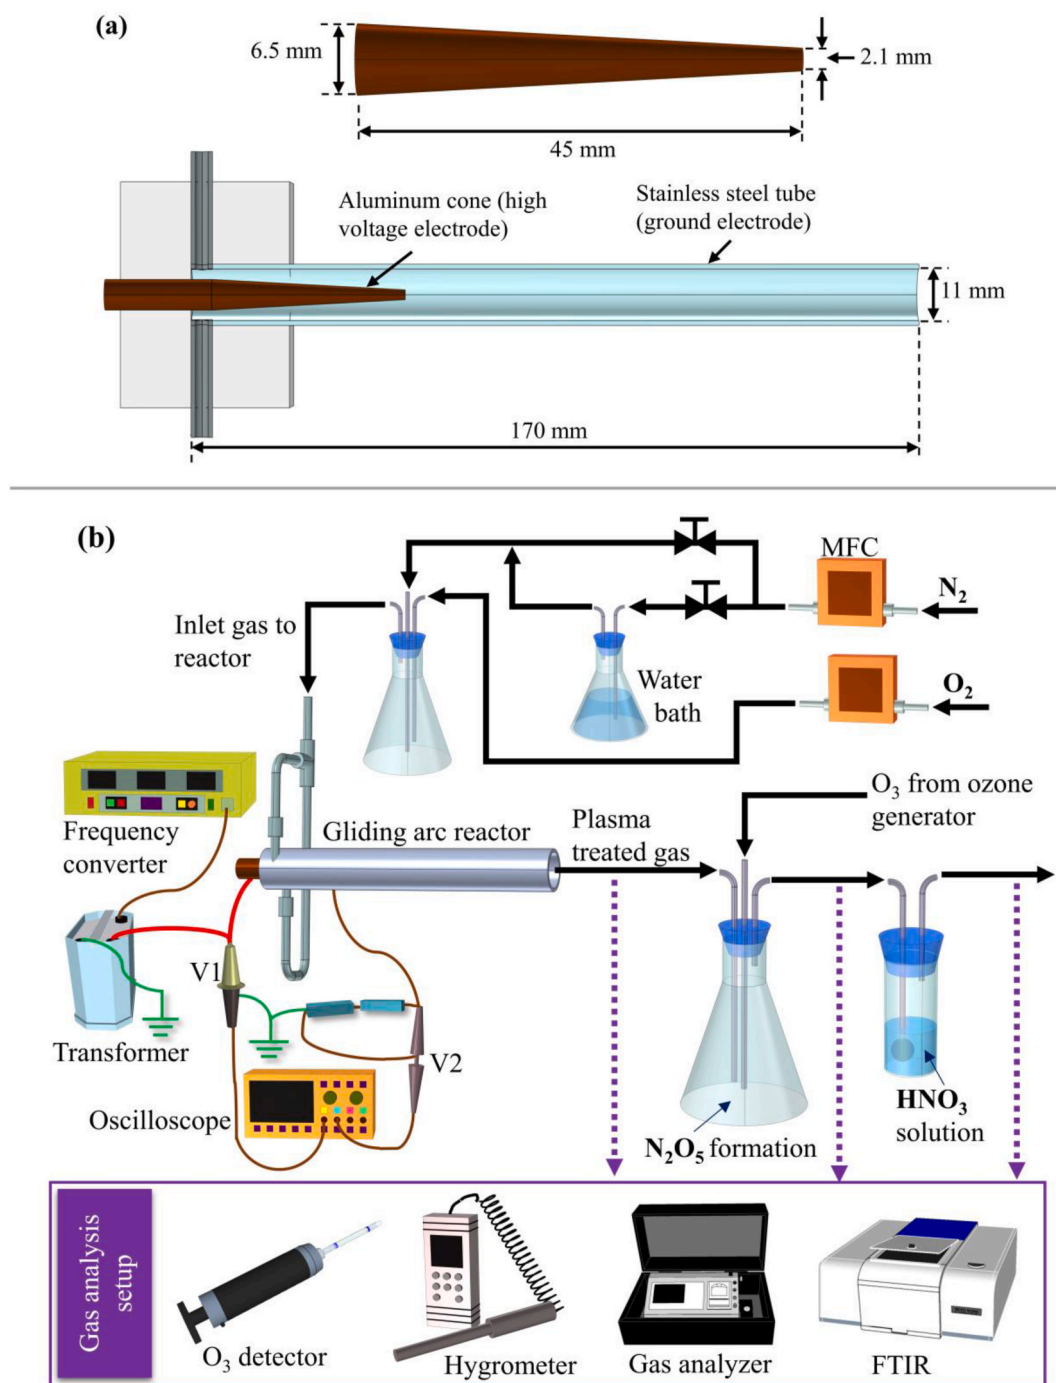 (a)
6.5 mm
2.1 mm
45 mm
Aluminum cone (high
voltage electrode)
Stainless steel tube
(ground electrode)
11 mm
170 mm
(b)
MFC
N₂
Inlet gas to
reactor
Water
bath
O₂
O₃ from ozone
generator
Frequency
converter
Gliding arc reactor
Plasma
treated gas
V1
Transformer
V2
Oscilloscope
N₂O₅ formation
HNO₃
solution
Gas analysis
setup
O₃ detector
Hygrometer
Gas analyzer
FTIR